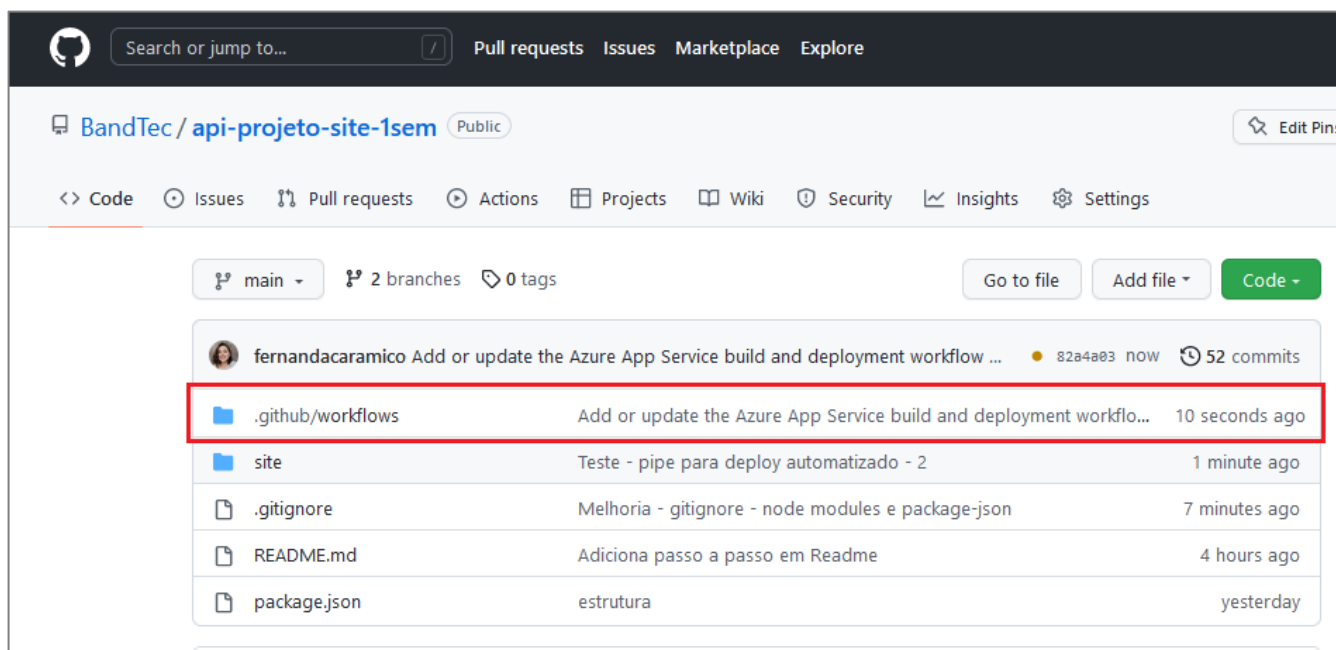 Search or jump to... / Pull requests Issues Marketplace Explore
BandTec / api-projeto-site-1sem Public Edit Pins
<> Code Issues Pull requests Actions Projects Wiki Security Insights Settings
main 2 branches 0 tags Go to file Add file Code
fernandacaramico Add or update the Azure App Service build and deployment workflow ... 82a4a03 now 52 commits
.github/workflows Add or update the Azure App Service build and deployment workflo... 10 seconds ago
site Teste - pipe para deploy automatizado - 2 1 minute ago
.gitignore Melhoria - gitignore - node modules e package-json 7 minutes ago
README.md Adiciona passo a passo em Readme 4 hours ago
package.json estrutura yesterday